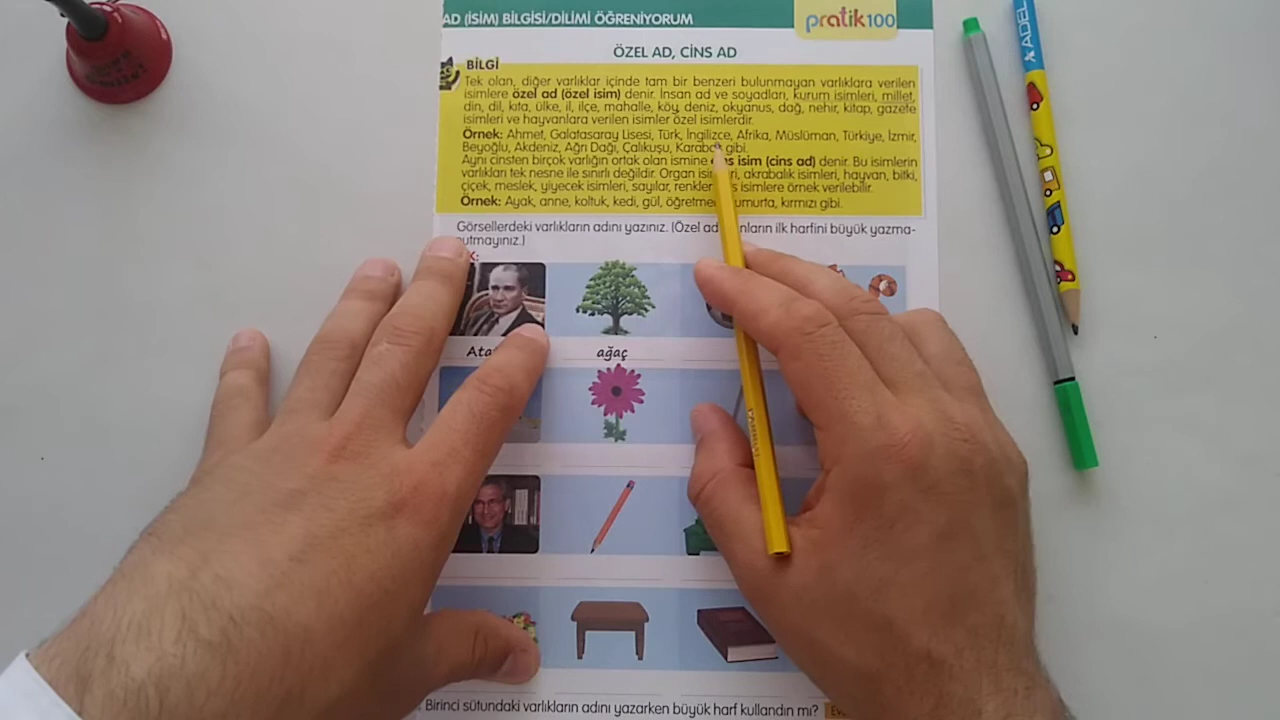 AD (İSİM) BİLGİSİ/DİLİMİ ÖĞRENİYORUM
pratik100
ÖZEL AD, CİNS AD
BİLGİ
Tek olan, diğer varlıklar içinde tam bir benzeri bulunmayan varlıklara verilen
isimlere özel ad (özel isim) denir. İnsan ad ve soyadları, kurum isimleri, millet,
din, dil, kıta, ülke, il, ilçe, mahalle, köy, deniz, okyanus, dağ, nehir, kitap, gazete
isimleri ve hayvanlara verilen isimler özel isimlerdir.
Örnek: Ahmet, Galatasaray Lisesi, Türk, İngilizce, Afrika, Müslüman, Türkiye, İzmir,
Beyoğlu, Akdeniz, Ağrı Dağı, Çalıkuşu, Karabaş gibi.
Aynı cinsten birçok varlığın ortak olan ismine cins isim (cins ad) denir. Bu isimlerin
varlıkları tek nesne ile sınırlı değildir. Organ isimleri, akrabalık isimleri, hayvan, bitki,
çiçek, meslek, yiyecek isimleri, sayılar, renkler cins isimlere örnek verilebilir.
Örnek: Ayak, anne, koltuk, kedi, gül, öğretmen, yumurta, kırmızı gibi.
Görsellerdeki varlıkların adını yazınız. (Özel ad olanların ilk harfini büyük yazma-
utmayınız.)
K:
Ata
ağaç
Birinci sütundaki varlıkların adını yazarken büyük harf kullandın mı?
ADEL